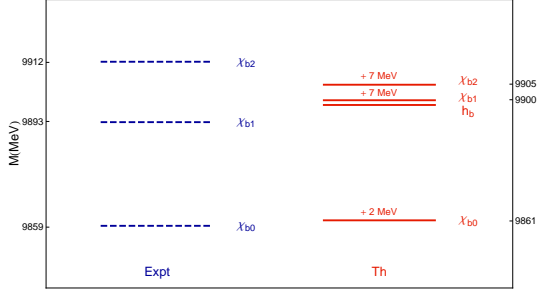 M(MeV)
9912
9893
9859
χb2
χb1
χb0
Expt
+ 7 MeV
+ 7 MeV
+ 2 MeV
χb2
χb1
hb
χb0
Th
9905
9900
9861